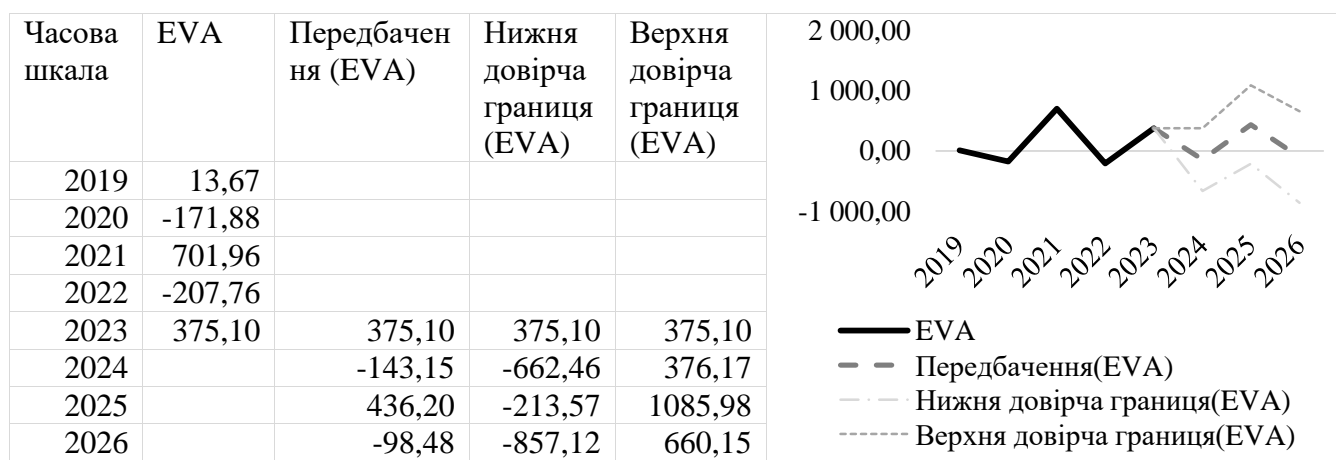 Часова шкала EVA Передбачення (EVA) Нижня довірча границя (EVA) Верхня довірча границя (EVA)
2019 13,67
2020 -171,88
2021 701,96
2022 -207,76
2023 375,10 375,10 375,10 375,10
2024 -143,15 -662,46 376,17
2025 436,20 -213,57 1085,98
2026 -98,48 -857,12 660,15
2 000,00
1 000,00
0,00
-1 000,00
2019 2020 2021 2022 2023 2024 2025 2026
EVA
Передбачення(EVA)
Нижня довірча границя(EVA)
Верхня довірча границя(EVA)